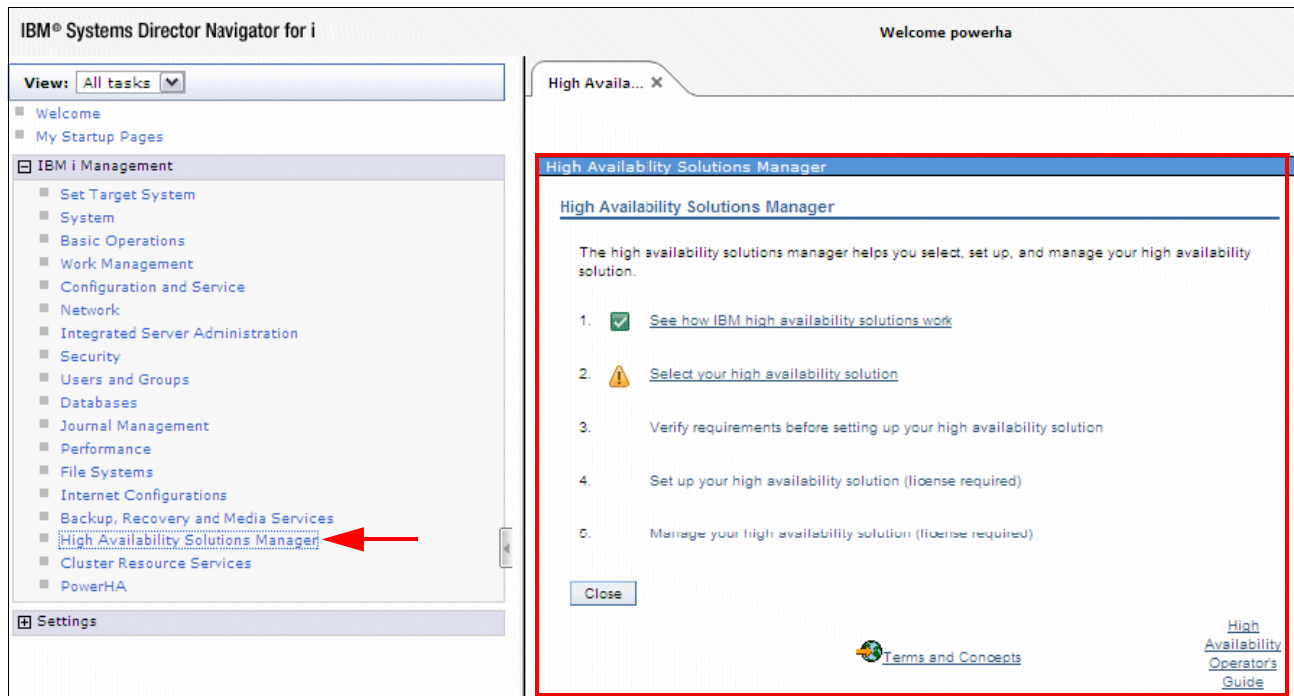 IBM® Systems Director Navigator for i
Welcome powerha
View: All tasks
Welcome
My Startup Pages
IBM i Management
Set Target System
System
Basic Operations
Work Management
Configuration and Service
Network
Integrated Server Administration
Security
Users and Groups
Databases
Journal Management
Performance
File Systems
Internet Configurations
Backup, Recovery and Media Services
High Availability Solutions Manager
Cluster Resource Services
PowerHA
Settings
High Availa...
High Availability Solutions Manager
High Availability Solutions Manager
The high availability solutions manager helps you select, set up, and manage your high availability
solution.
1. See how IBM high availability solutions work
2. Select your high availability solution
3. Verify requirements before setting up your high availability solution
4. Set up your high availability solution (license required)
5. Manage your high availability solution (license required)
Close
Terms and Concepts
High
Availability
Operator's
Guide